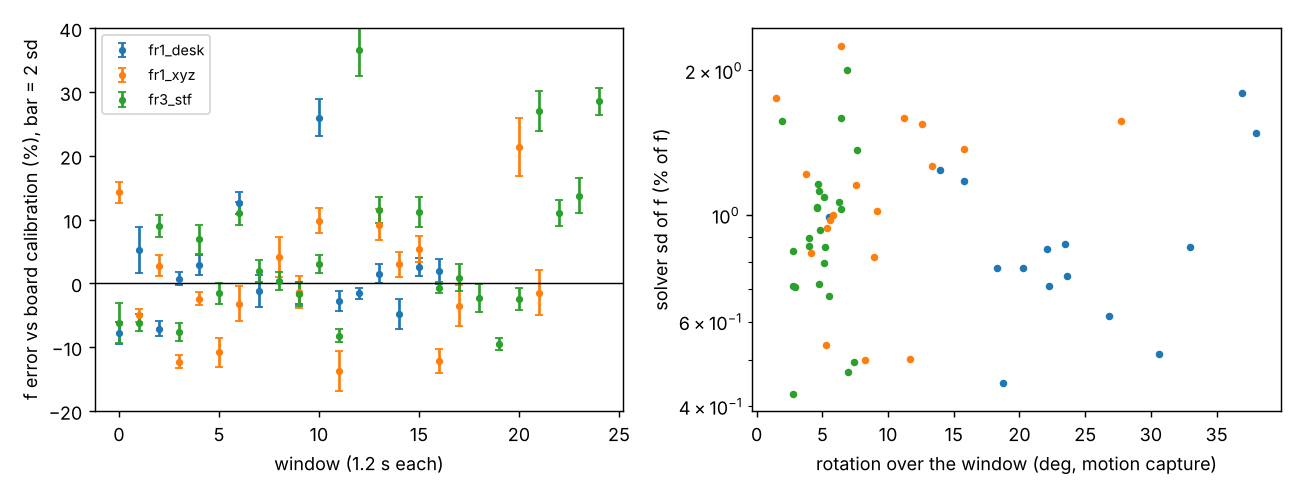 f error vs board calibration (%), bar = 2 sd
40
30
20
10
0
−10
−20
fr1_desk
fr1_xyz
fr3_stf
0 5 10 15 20 25
window (1.2 s each)
solver sd of f (% of f)
2 × 10⁰
10⁰
6 × 10⁻¹
4 × 10⁻¹
0 5 10 15 20 25 30 35
rotation over the window (deg, motion capture)